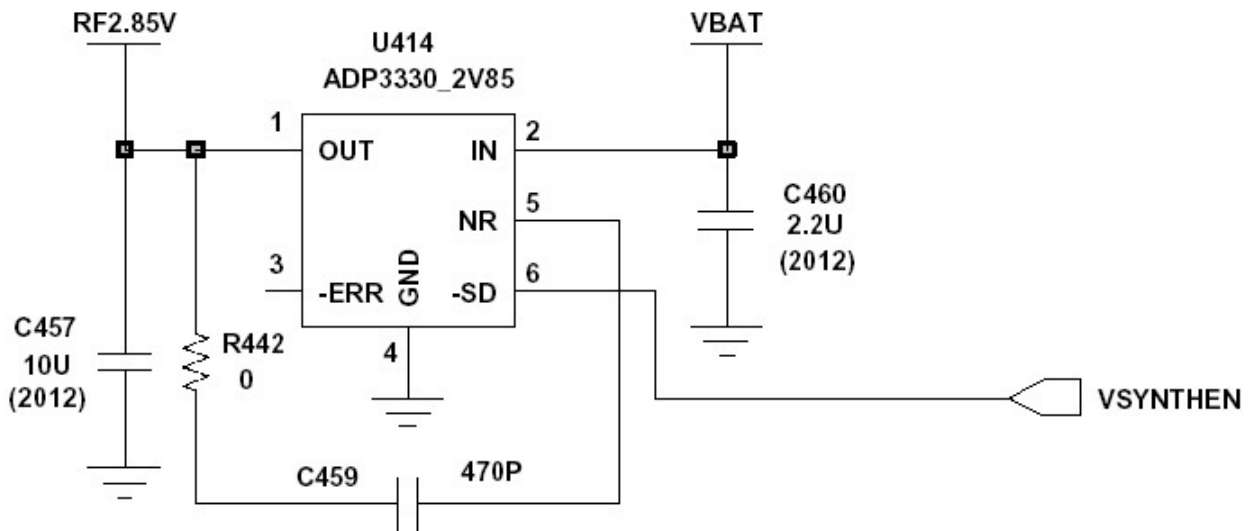 RF2.85V
VBAT
U414
ADP3330_2V85
1
OUT
IN
2
NR
5
3
-ERR
GND
-SD
6
4
C460
2.2U
(2012)
C457
10U
(2012)
R442
0
C459
470P
VSYNTHEN